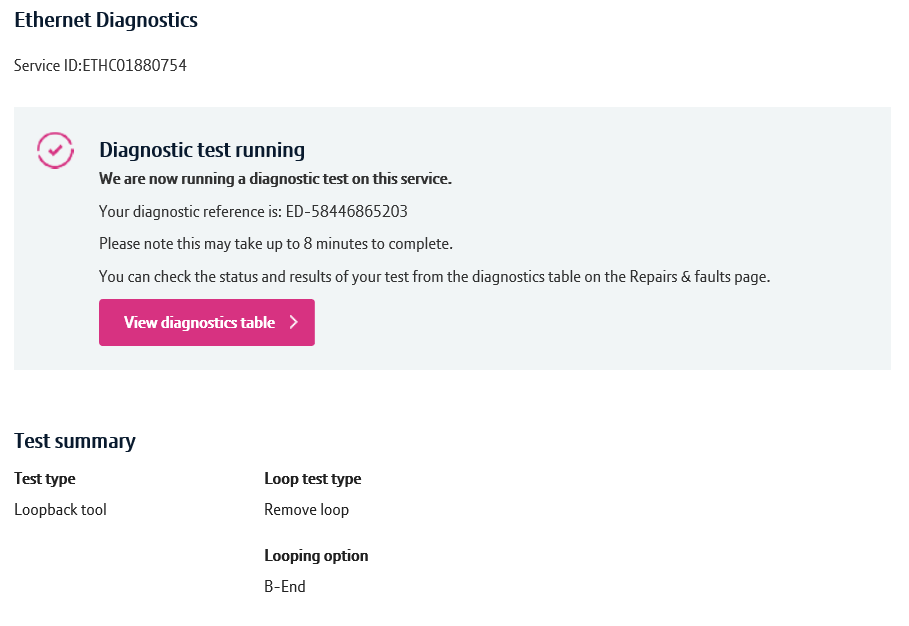 Ethernet Diagnostics
Service ID:ETHC01880754
Diagnostic test running
We are now running a diagnostic test on this service.
Your diagnostic reference is: ED-58446865203
Please note this may take up to 8 minutes to complete.
You can check the status and results of your test from the diagnostics table on the Repairs & faults page.
View diagnostics table
Test summary
Test type
Loop test type
Loopback tool
Remove loop
Looping option
B-End